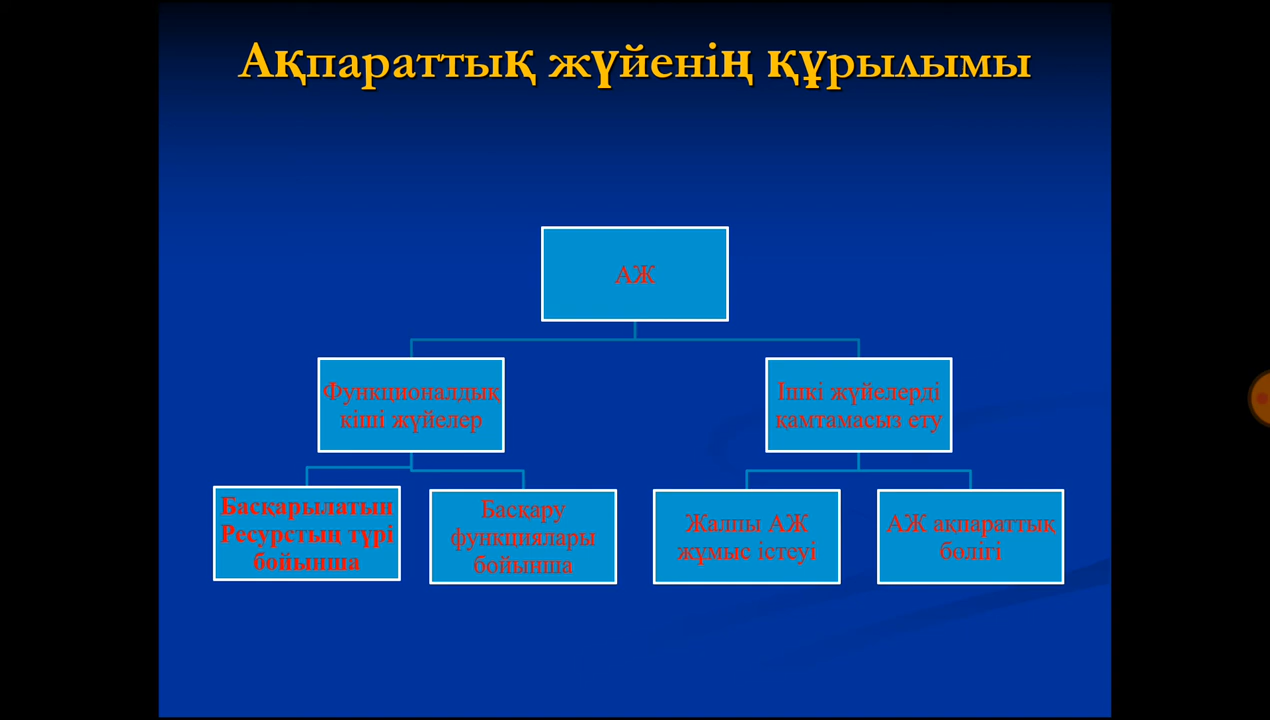 Ақпараттық жүйенің құрылымы
АЖ
Функционалдық
кіші жүйелер
Ішкі жүйелерді
қамтамасыз ету
Басқарылатын
Ресурстың түрі
бойынша
Басқару
функциялары
бойынша
Жалпы АЖ
жұмыс істеуі
АЖ ақпараттық
бөлігі